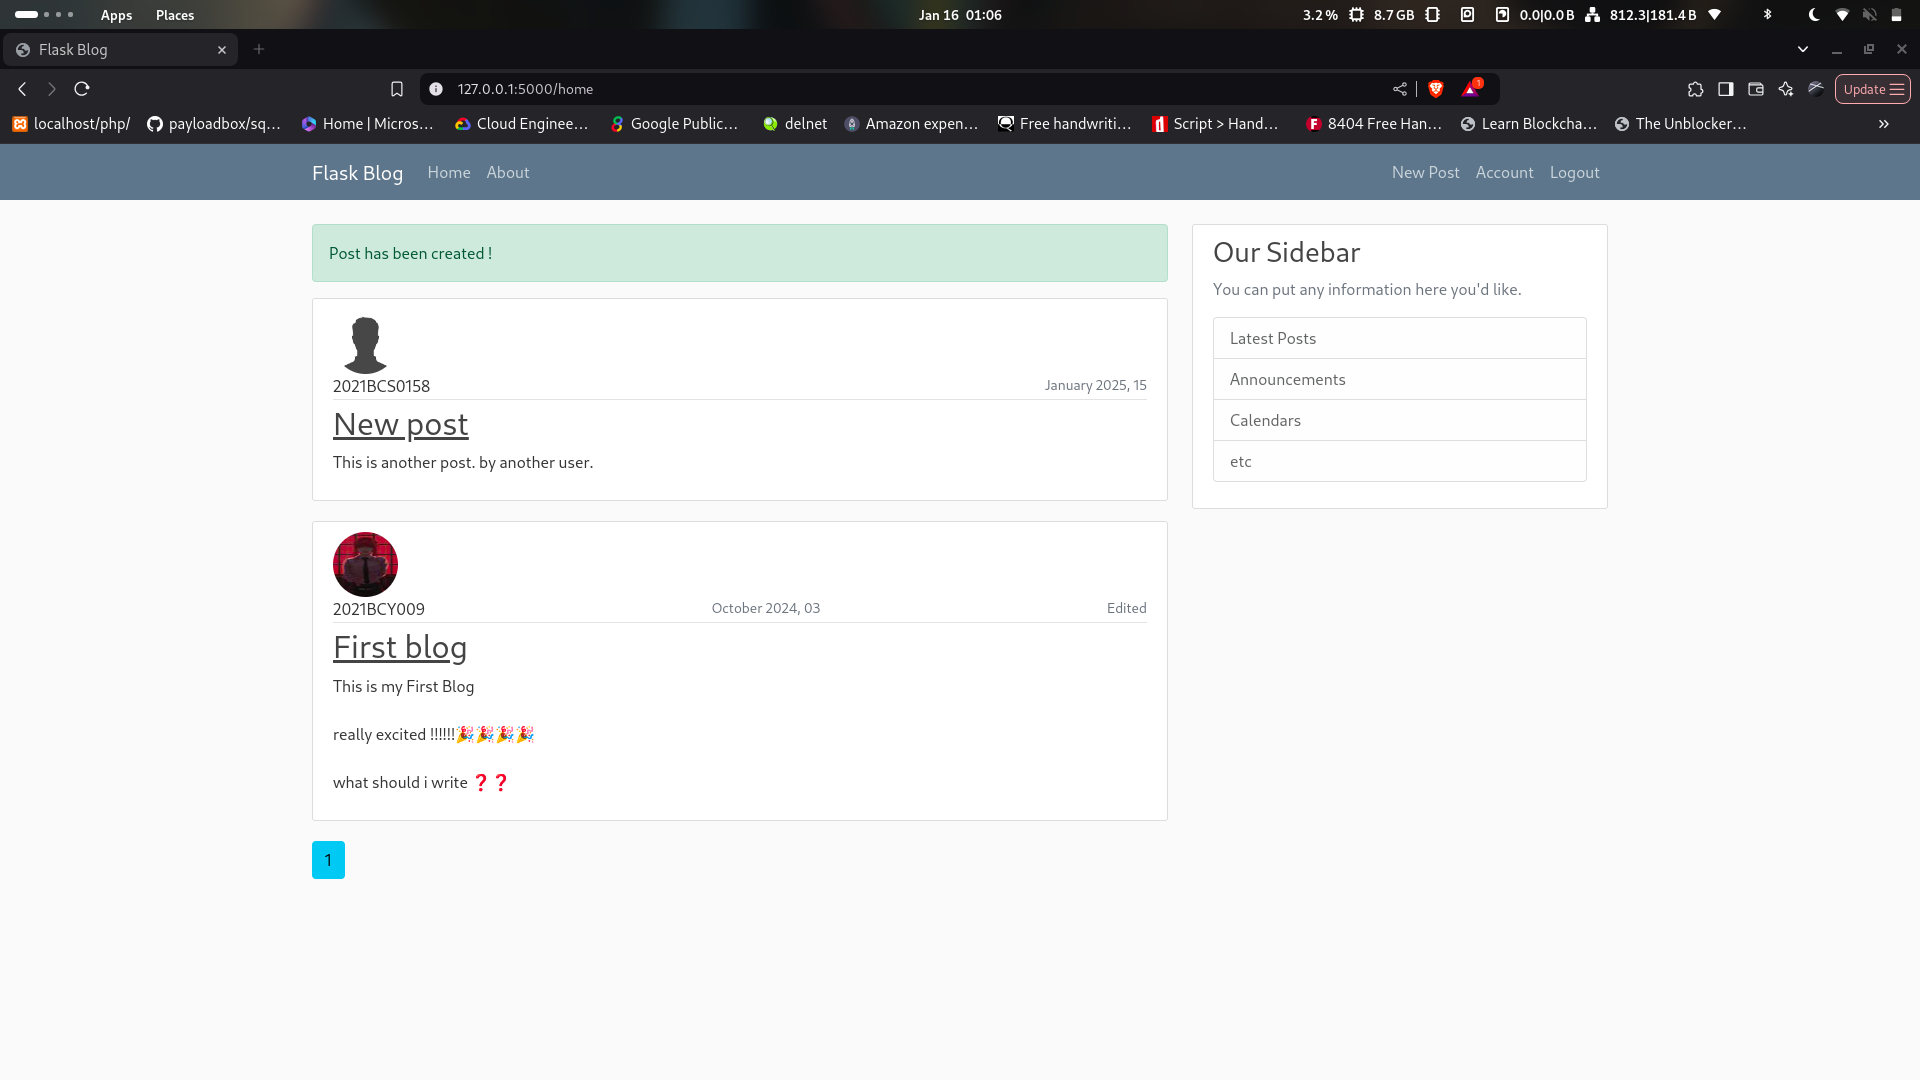 Apps Places Jan 16 01:06 3.2 % 8.7 GB 0.0|0.0 B 812.3|181.4 B
Flask Blog
127.0.0.1:5000/home 1 Update
localhost/php/ payloadbox/sq... Home | Micros... Cloud Enginee... Google Public... delnet Amazon expen... Free handwriti... Script > Hand... 8404 Free Han... Learn Blockcha... The Unblocker... »
Flask Blog Home About New Post Account Logout
Post has been created !
2021BCS0158 January 2025, 15
New post
This is another post. by another user.
2021BCY009 October 2024, 03 Edited
First blog
This is my First Blog
really excited !!!!!!🎉🎉🎉🎉
what should i write ❓❓
1
Our Sidebar
You can put any information here you'd like.
Latest Posts
Announcements
Calendars
etc